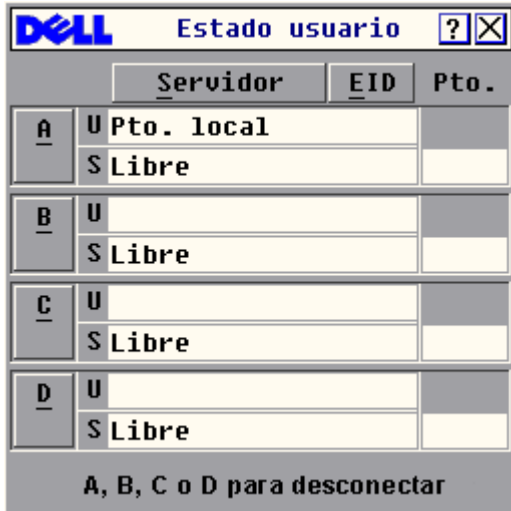 DELL Estado usuario ? X
Servidor EID Pto.
A U Pto. local
S Libre
B U
S Libre
C U
S Libre
D U
S Libre
A, B, C o D para desconectar